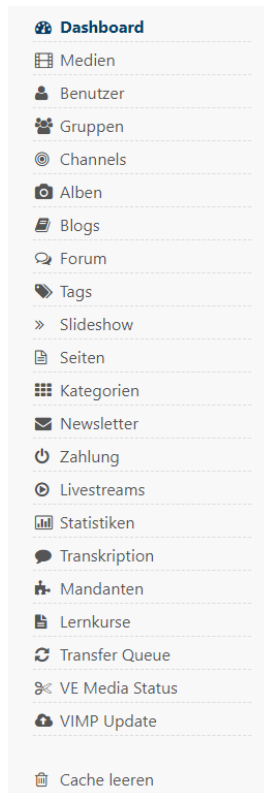 Dashboard
Medien
Benutzer
Gruppen
Channels
Alben
Blogs
Forum
Tags
Slideshow
Seiten
Kategorien
Newsletter
Zahlung
Livestreams
Statistiken
Transkription
Mandanten
Lernkurse
Transfer Queue
VE Media Status
VIMP Update
Cache leeren